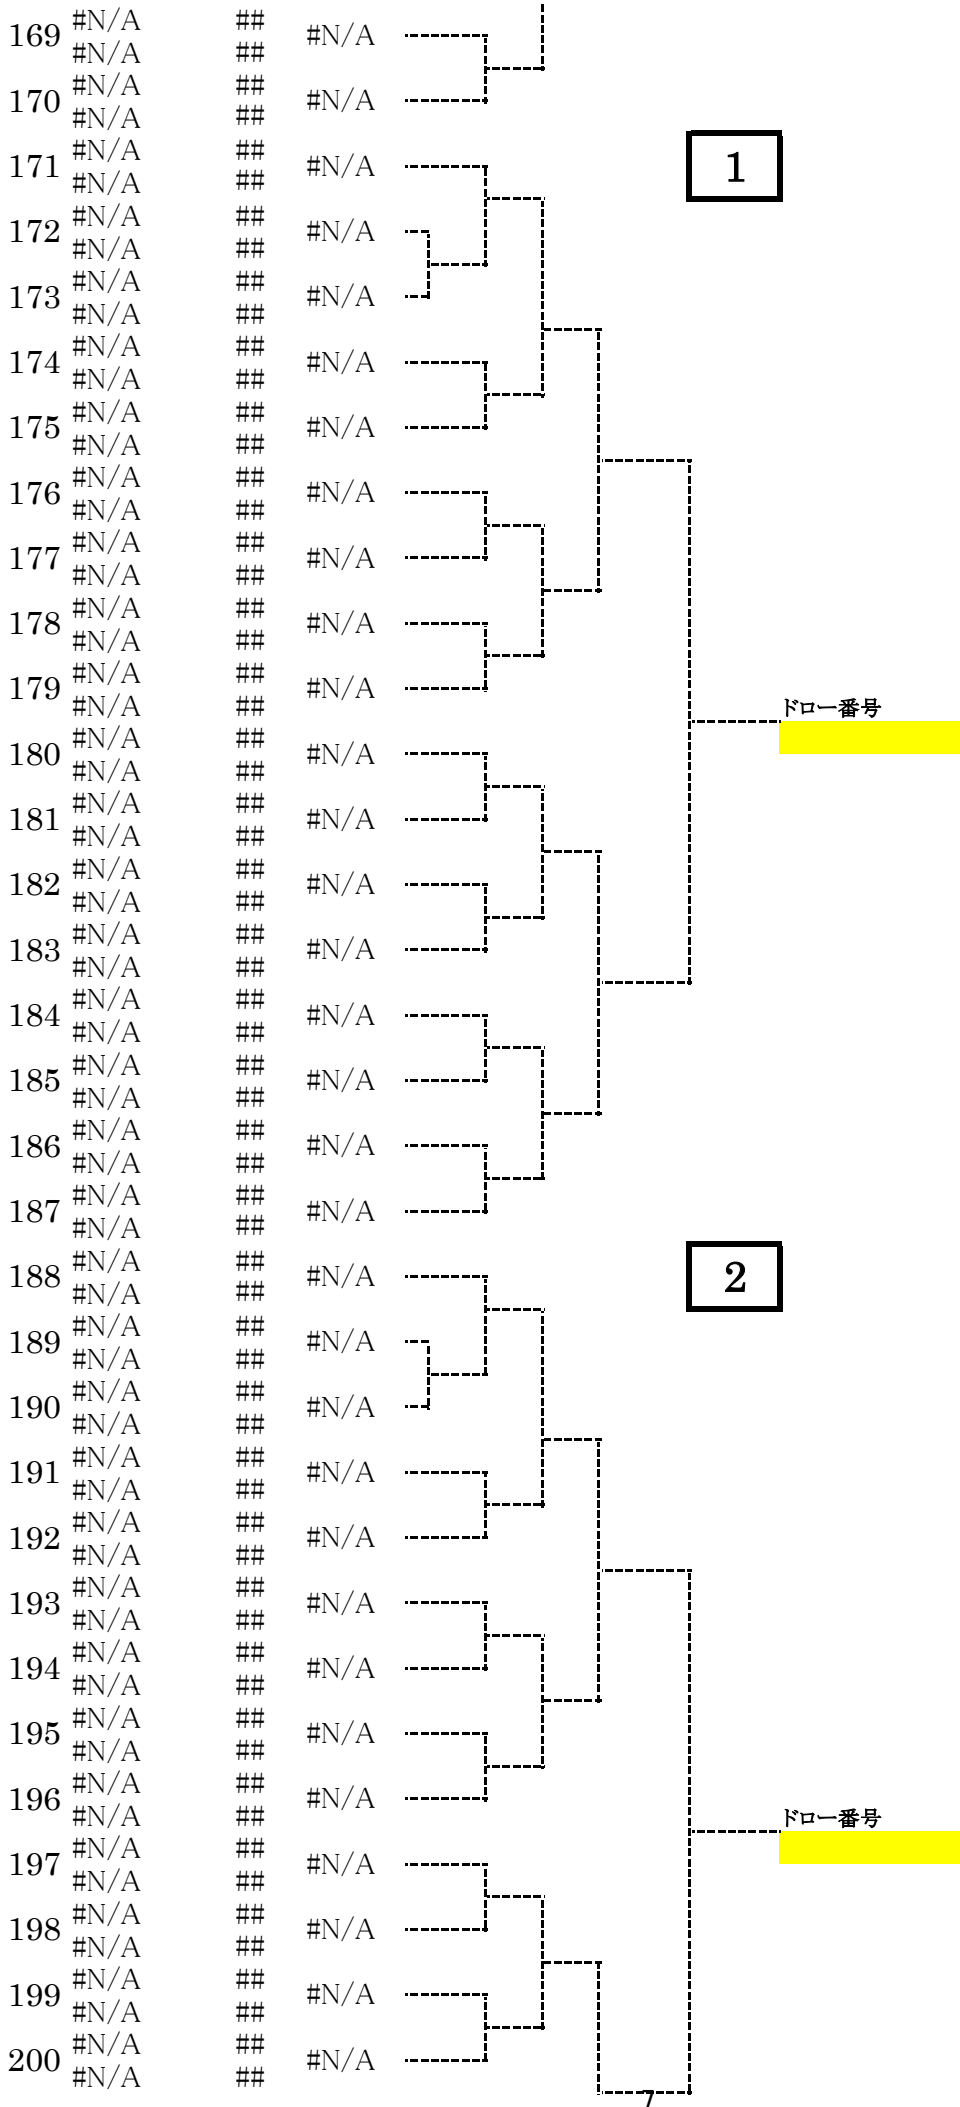 #N/A ##
169 #N/A
#N/A ##
#N/A ##
170 #N/A
#N/A ##
#N/A ##
171 #N/A 1
#N/A ##
#N/A ##
172 #N/A
#N/A ##
#N/A ##
173 #N/A
#N/A ##
#N/A ##
174 #N/A
#N/A ##
#N/A ##
175 #N/A
#N/A ##
#N/A ##
176 #N/A
#N/A ##
#N/A ##
177 #N/A
#N/A ##
#N/A ##
178 #N/A
#N/A ##
#N/A ##
179 #N/A
#N/A ## ドロー番号
#N/A ##
180 #N/A
#N/A ##
#N/A ##
181 #N/A
#N/A ##
#N/A ##
182 #N/A
#N/A ##
#N/A ##
183 #N/A
#N/A ##
#N/A ##
184 #N/A
#N/A ##
#N/A ##
185 #N/A
#N/A ##
#N/A ##
186 #N/A
#N/A ##
#N/A ##
187 #N/A
#N/A ##
#N/A ##
188 #N/A 2
#N/A ##
#N/A ##
189 #N/A
#N/A ##
#N/A ##
190 #N/A
#N/A ##
#N/A ##
191 #N/A
#N/A ##
#N/A ##
192 #N/A
#N/A ##
#N/A ##
193 #N/A
#N/A ##
#N/A ##
194 #N/A
#N/A ##
#N/A ##
195 #N/A
#N/A ##
#N/A ##
196 #N/A
#N/A ## ドロー番号
#N/A ##
197 #N/A
#N/A ##
#N/A ##
198 #N/A
#N/A ##
#N/A ##
199 #N/A
#N/A ##
#N/A ##
200 #N/A
#N/A ##
7